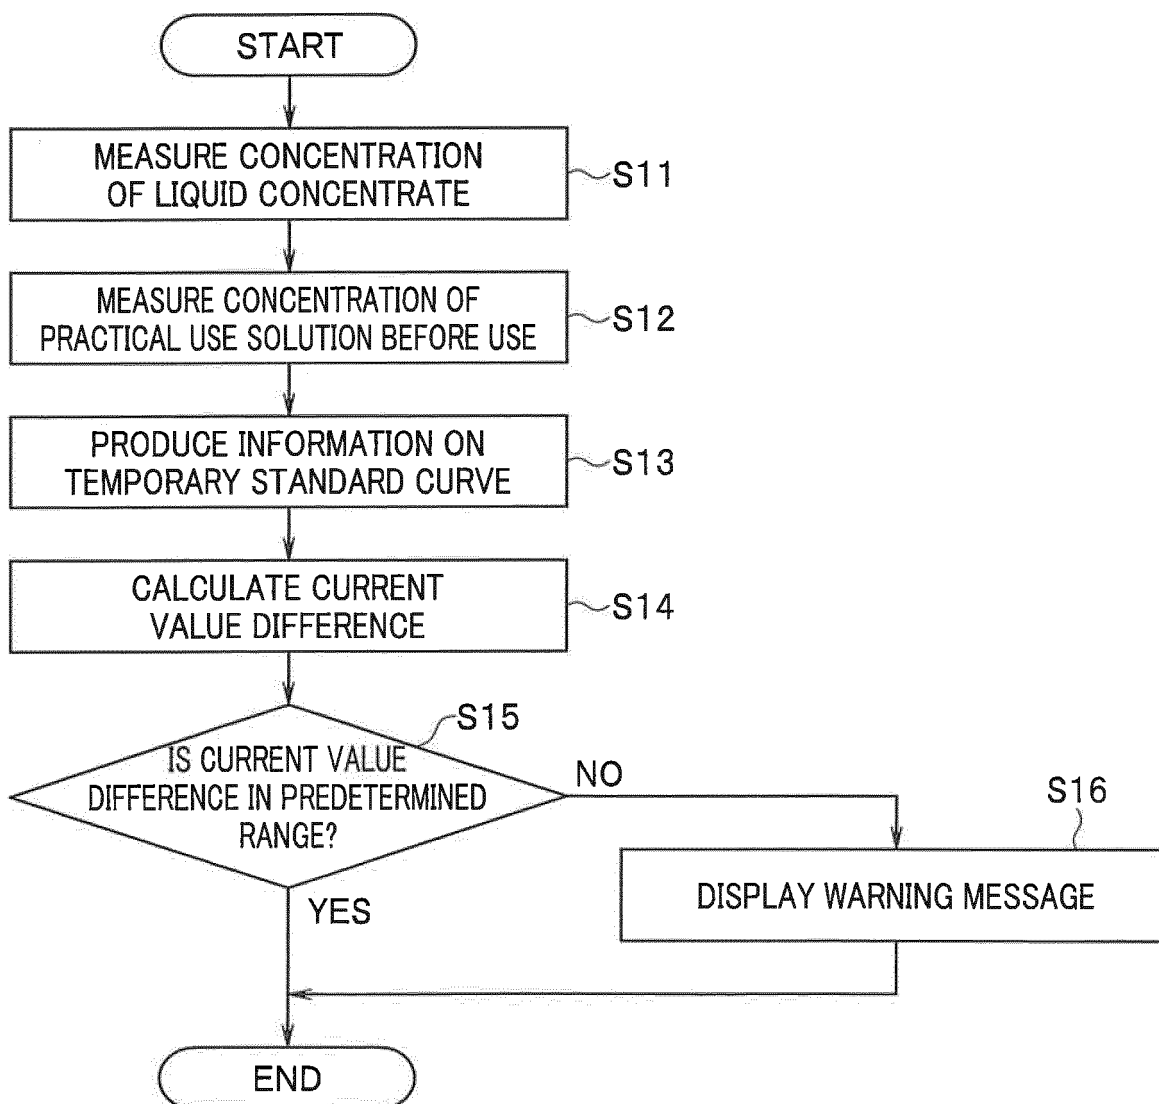 START
MEASURE CONCENTRATION
OF LIQUID CONCENTRATE
S11
MEASURE CONCENTRATION OF
PRACTICAL USE SOLUTION BEFORE USE
S12
PRODUCE INFORMATION ON
TEMPORARY STANDARD CURVE
S13
CALCULATE CURRENT
VALUE DIFFERENCE
S14
S15
IS CURRENT VALUE
DIFFERENCE IN PREDETERMINED
RANGE?
NO
S16
DISPLAY WARNING MESSAGE
YES
END